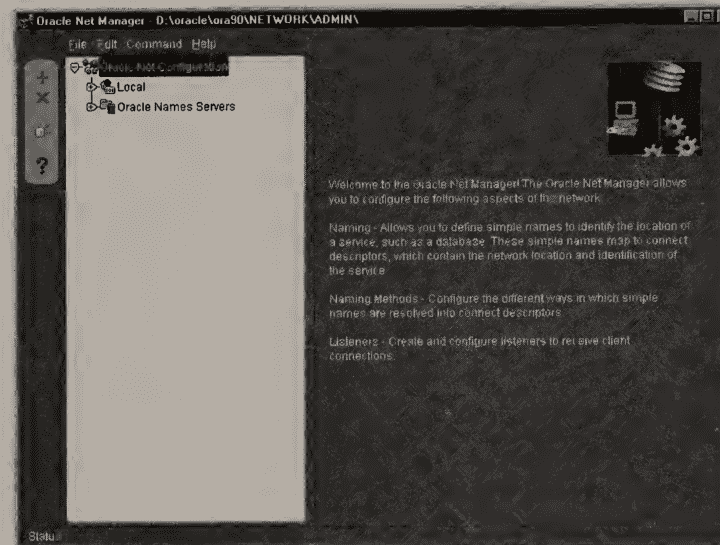 Oracle Net Manager - D:\oracle\ora90\NETWORK\ADMIN\
File Edit Command Help
Oracle Net Configuration
Local
Oracle Names Servers
?
Welcome to the Oracle Net Manager! The Oracle Net Manager allows
you to configure the following aspects of the network
Naming - Allows you to define simple names to identify the location of
a service, such as a database. These simple names map to connect
descriptors, which contain the network location and identification of
the service
Naming Methods - Configure the different ways in which simple
names are resolved into connect descriptors
Listeners - Create and configure listeners to receive client
connections.
Status